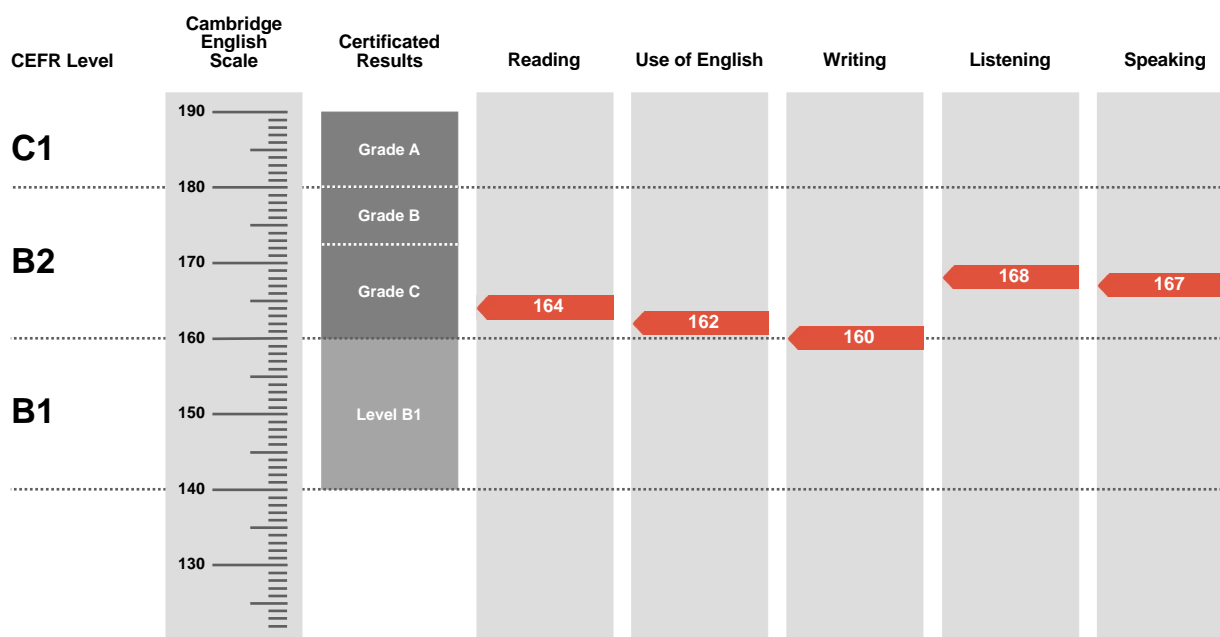 CEFR Level
Cambridge
English
Scale
Certificated
Results
Reading
Use of English
Writing
Listening
Speaking
190
C1
Grade A
180
Grade B
B2
170
Grade C
164
162
160
168
167
160
B1
150
Level B1
140
130